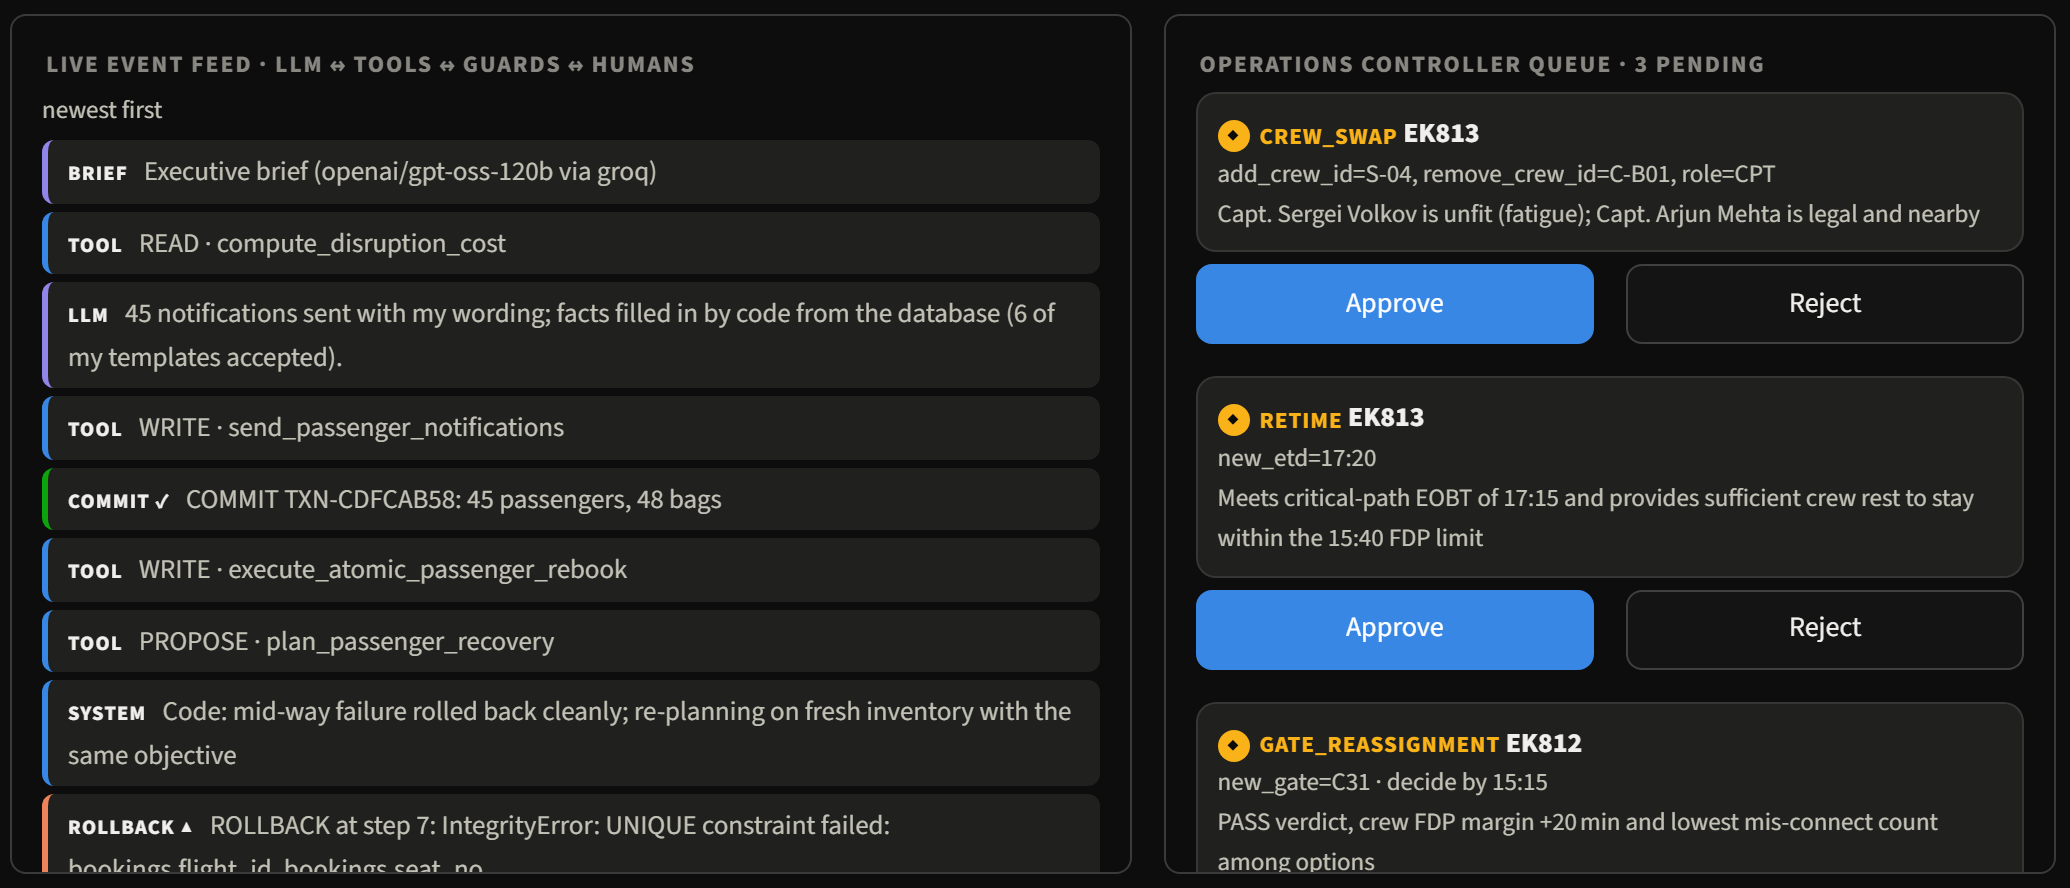 LIVE EVENT FEED · LLM ↔ TOOLS ↔ GUARDS ↔ HUMANS
newest first
BRIEF Executive brief (openai/gpt-oss-120b via groq)
TOOL READ · compute_disruption_cost
LLM 45 notifications sent with my wording; facts filled in by code from the database (6 of
my templates accepted).
TOOL WRITE · send_passenger_notifications
COMMIT ✓ COMMIT TXN-CDFCAB58: 45 passengers, 48 bags
TOOL WRITE · execute_atomic_passenger_rebook
TOOL PROPOSE · plan_passenger_recovery
SYSTEM Code: mid-way failure rolled back cleanly; re-planning on fresh inventory with the
same objective
ROLLBACK ▲ ROLLBACK at step 7: IntegrityError: UNIQUE constraint failed:
bookings.flight_id, bookings.seat_no
OPERATIONS CONTROLLER QUEUE · 3 PENDING
CREW_SWAP EK813
add_crew_id=S-04, remove_crew_id=C-B01, role=CPT
Capt. Sergei Volkov is unfit (fatigue); Capt. Arjun Mehta is legal and nearby
Approve Reject
RETIME EK813
new_etd=17:20
Meets critical-path EOBT of 17:15 and provides sufficient crew rest to stay
within the 15:40 FDP limit
Approve Reject
GATE_REASSIGNMENT EK812
new_gate=C31 · decide by 15:15
PASS verdict, crew FDP margin +20 min and lowest mis-connect count
among options